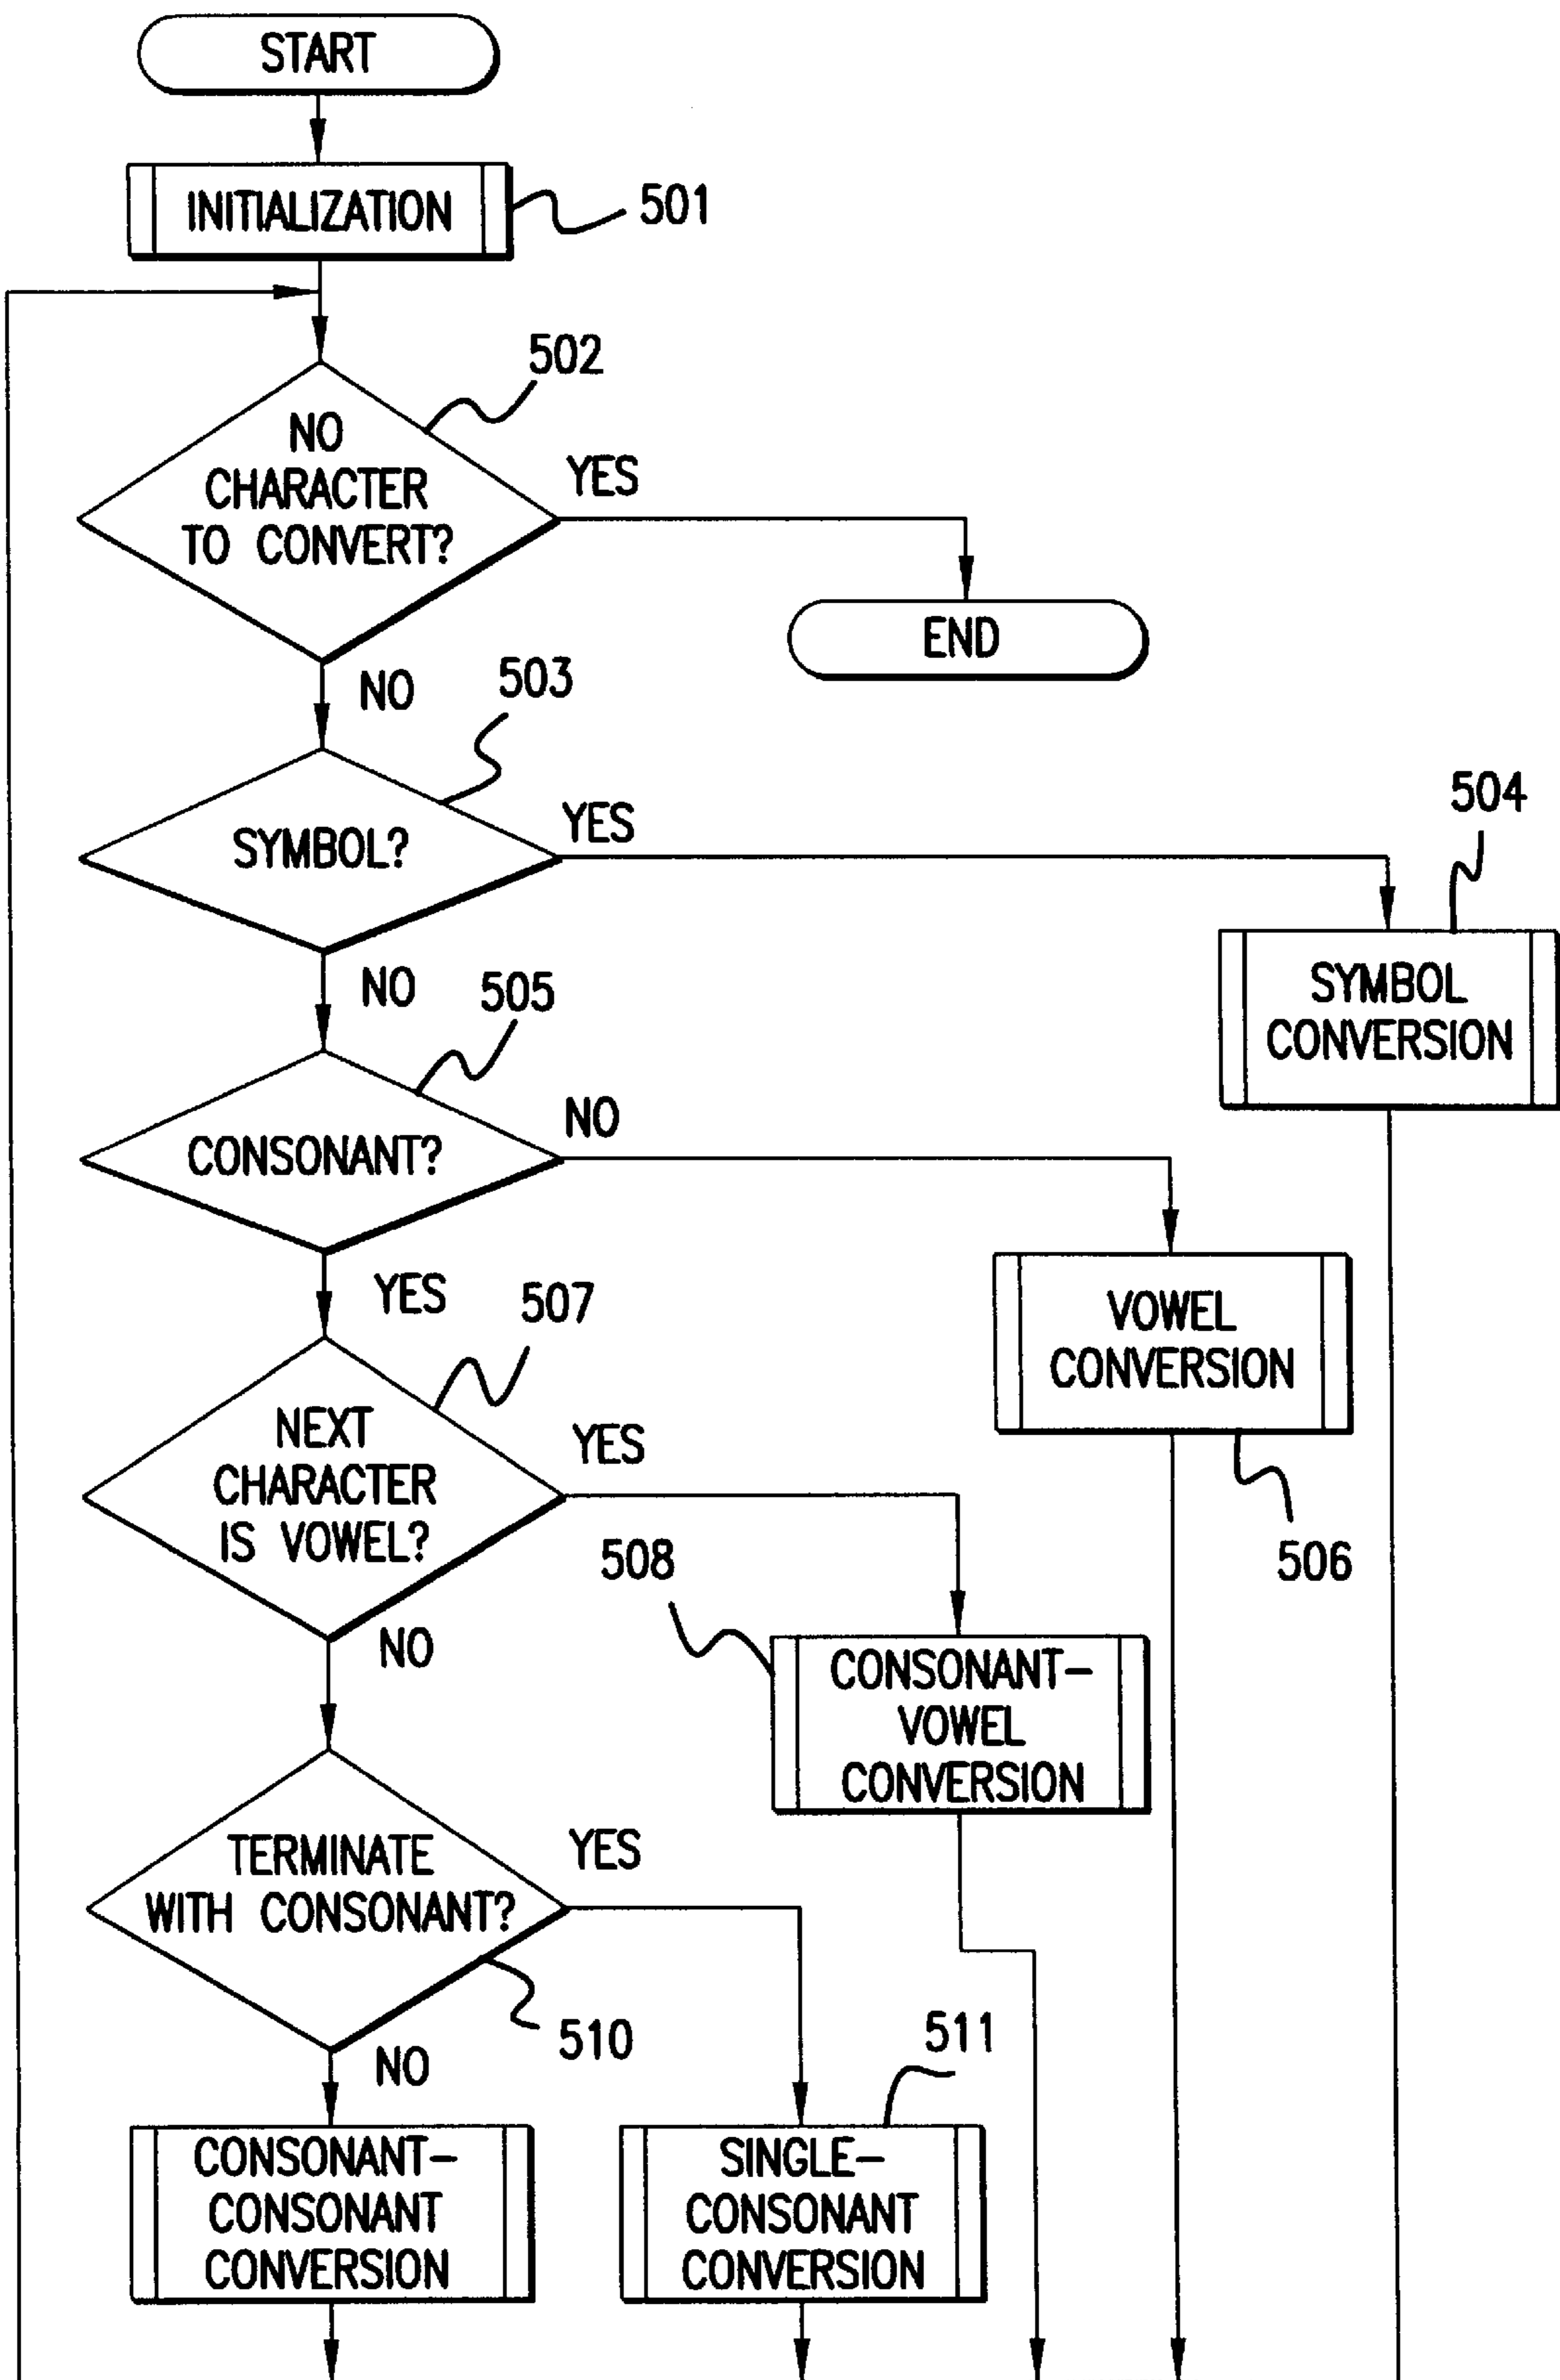 START
INITIALIZATION
501
502
NO
CHARACTER
TO CONVERT?
YES
END
NO
503
SYMBOL?
YES
504
SYMBOL
CONVERSION
NO
505
CONSONANT?
NO
VOWEL
CONVERSION
506
YES
507
NEXT
CHARACTER
IS VOWEL?
YES
508
CONSONANT-
VOWEL
CONVERSION
NO
TERMINATE
WITH CONSONANT?
YES
510
511
NO
CONSONANT-
CONSONANT
CONVERSION
SINGLE-
CONSONANT
CONVERSION